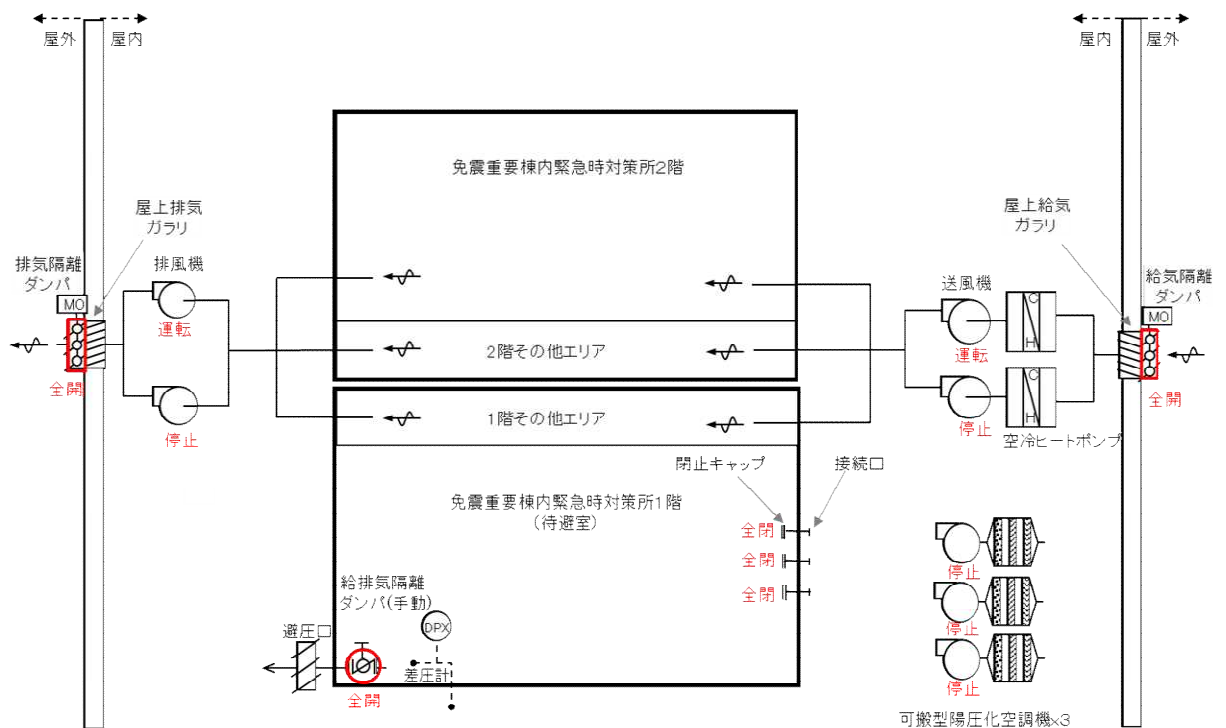 屋外 屋内
屋内 屋外
免震重要棟内緊急時対策所2階
屋上排気
ガラリ
屋上給気
ガラリ
排気隔離
ダンパ
排風機
送風機
給気隔離
ダンパ
MO
C
MO
運転
2階その他エリア
運転
H
全開
全開
C
1階その他エリア
停止
停止
H
空冷ヒートポンプ
閉止キャップ
接続口
免震重要棟内緊急時対策所1階
(待避室)
全閉
全閉
停止
給排気隔離
ダンパ(手動)
全閉
停止
避圧口
DPX
差圧計
停止
全開
可搬型陽圧化空調機×3